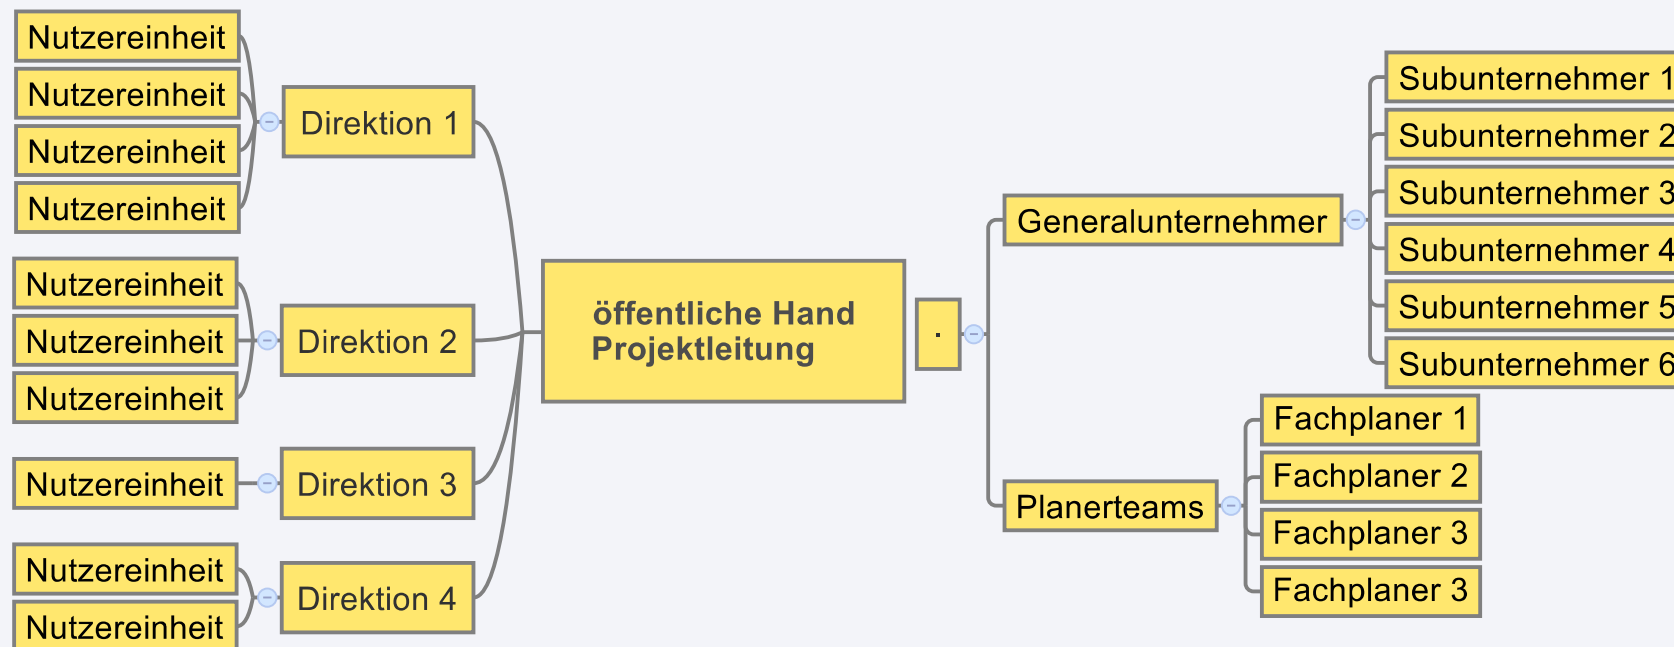 Nutzereinheit
Nutzereinheit
Nutzereinheit
Nutzereinheit
Direktion 1
Nutzereinheit
Nutzereinheit
Nutzereinheit
Direktion 2
Nutzereinheit
Direktion 3
Nutzereinheit
Nutzereinheit
Direktion 4
öffentliche Hand
Projektleitung
.
Generalunternehmer
Subunternehmer 1
Subunternehmer 2
Subunternehmer 3
Subunternehmer 4
Subunternehmer 5
Subunternehmer 6
Planerteams
Fachplaner 1
Fachplaner 2
Fachplaner 3
Fachplaner 3